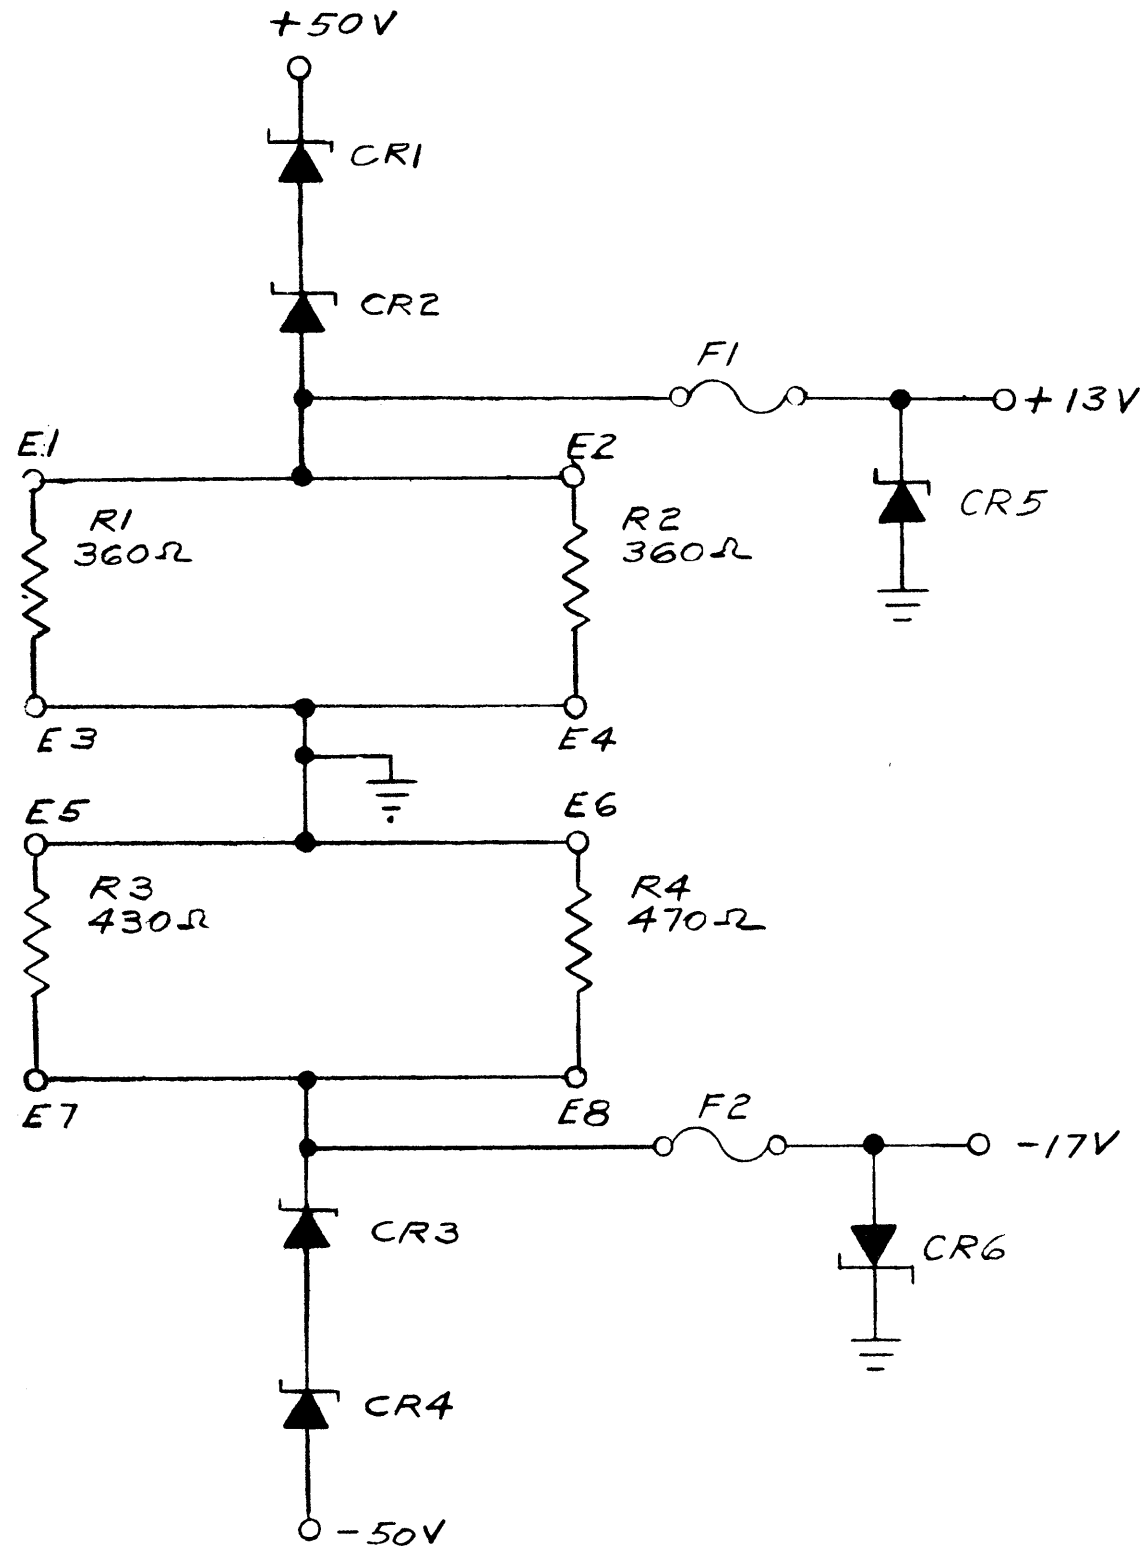 +50V
CR1
CR2
F1
+13V
E1
E2
R1
360Ω
R2
360Ω
CR5
E3
E4
E5
E6
R3
430Ω
R4
470Ω
E7
E8
F2
-17V
CR3
CR6
CR4
-50V